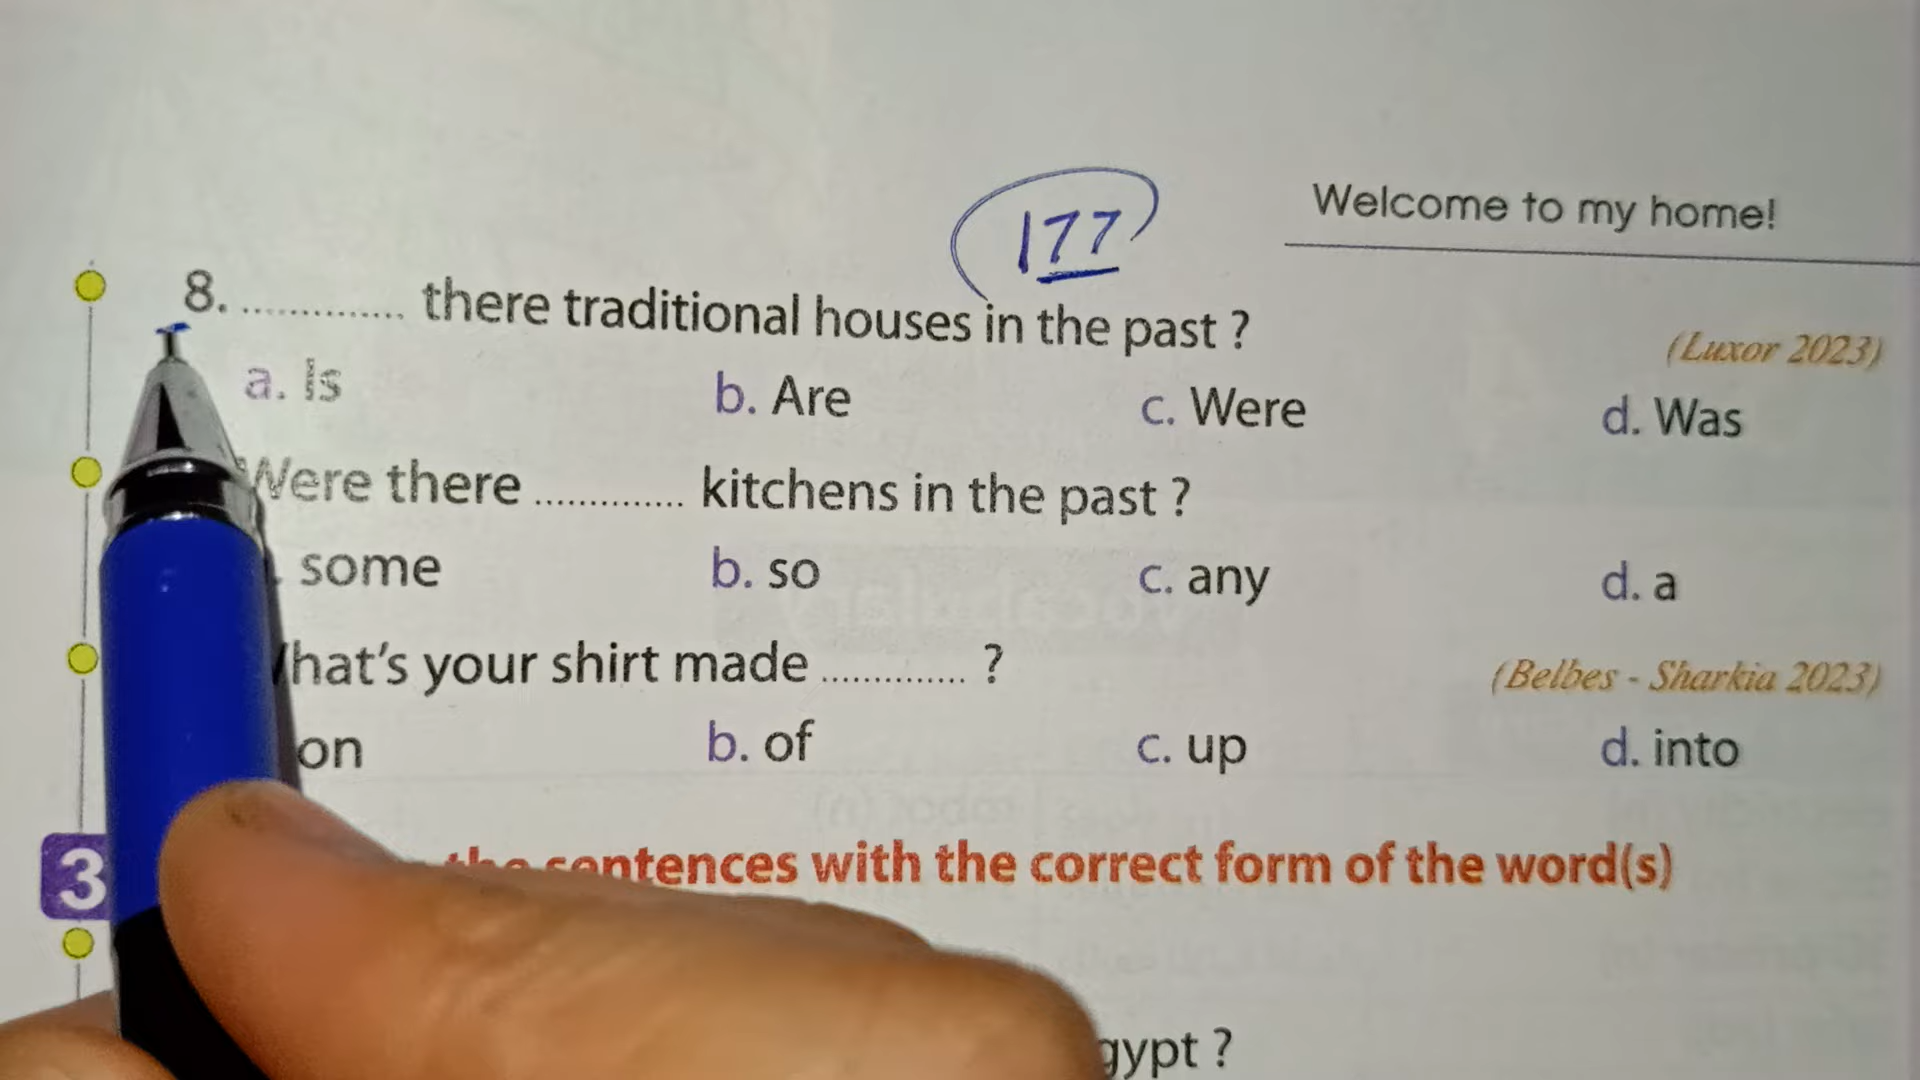 177
Welcome to my home!
8. .............. there traditional houses in the past ?
(Luxor 2023)
a. Is b. Are c. Were d. Was
Were there ............. kitchens in the past ?
some b. so c. any d. a
What's your shirt made ............. ?
(Belbes - Sharkia 2023)
on b. of c. up d. into
3 the sentences with the correct form of the word(s)
?